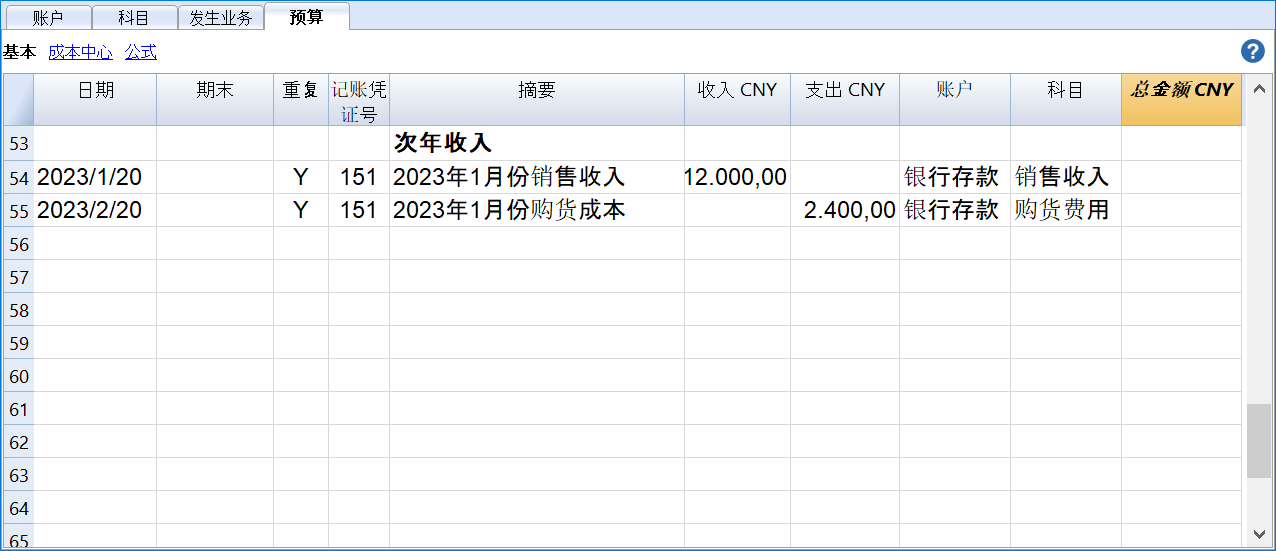 账户 科目 发生业务 预算
基本 成本中心 公式 ?
日期 期末 重复 记账凭证号 摘要 收入 CNY 支出 CNY 账户 科目 总金额 CNY
53 次年收入
54 2023/1/20 Y 151 2023年1月份销售收入 12.000,00 银行存款 销售收入
55 2023/2/20 Y 151 2023年1月份购货成本 2.400,00 银行存款 购货费用
56
57
58
59
60
61
62
63
64
65